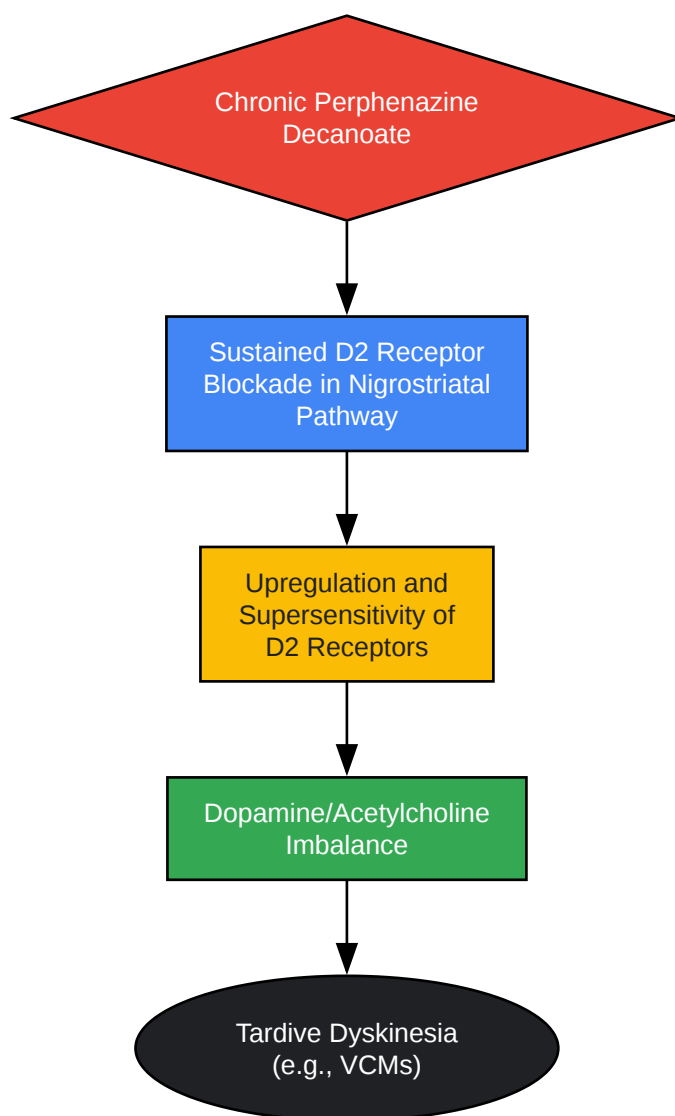 Chronic Perphenazine
Decanoate
Sustained D2 Receptor
Blockade in Nigrostriatal
Pathway
Upregulation and
Supersensitivity of
D2 Receptors
Dopamine/Acetylcholine
Imbalance
Tardive Dyskinesia
(e.g., VCMs)